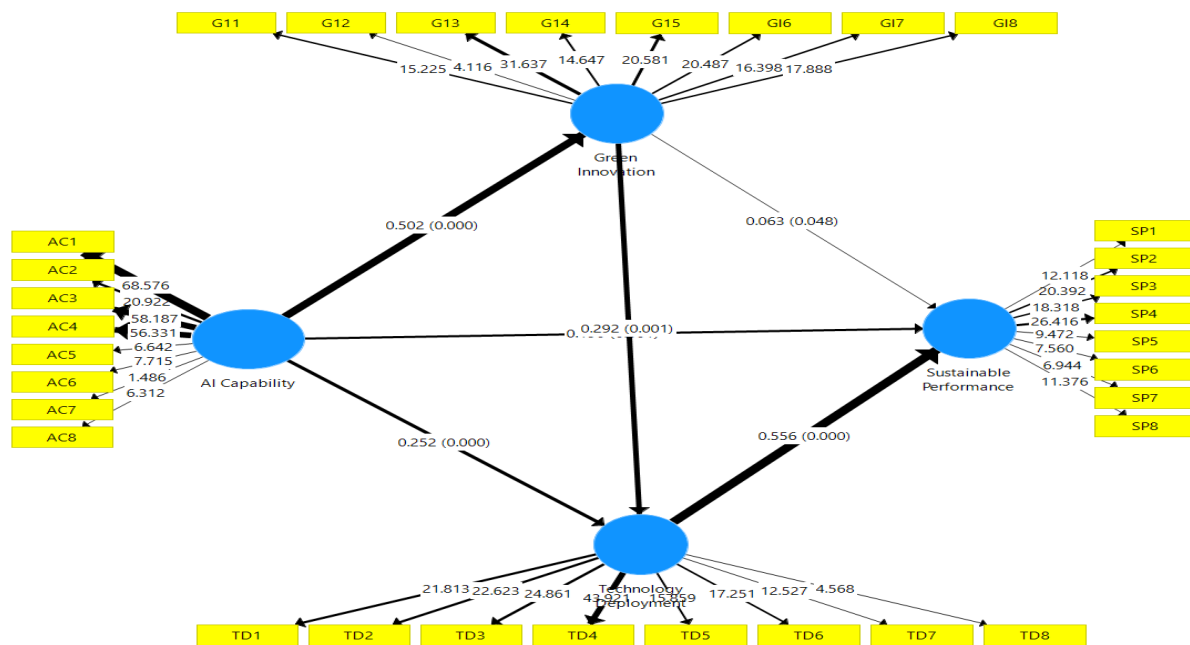 G11
G12
G13
G14
G15
GI6
GI7
GI8
15.225
4.116
31.637
14.647
20.581
20.487
16.398
17.888
Green
Innovation
0.502 (0.000)
0.063 (0.048)
AC1
AC2
AC3
AC4
AC5
AC6
AC7
AC8
68.576
20.922
58.187
56.331
6.642
7.715
1.486
6.312
AI Capability
0.292 (0.001)
SP1
SP2
SP3
SP4
SP5
SP6
SP7
SP8
12.118
20.392
18.318
26.416
9.472
7.560
6.944
11.376
Sustainable
Performance
0.252 (0.000)
0.556 (0.000)
Technology
Deployment
21.813
22.623
24.861
43.921
15.859
17.251
12.527
4.568
TD1
TD2
TD3
TD4
TD5
TD6
TD7
TD8